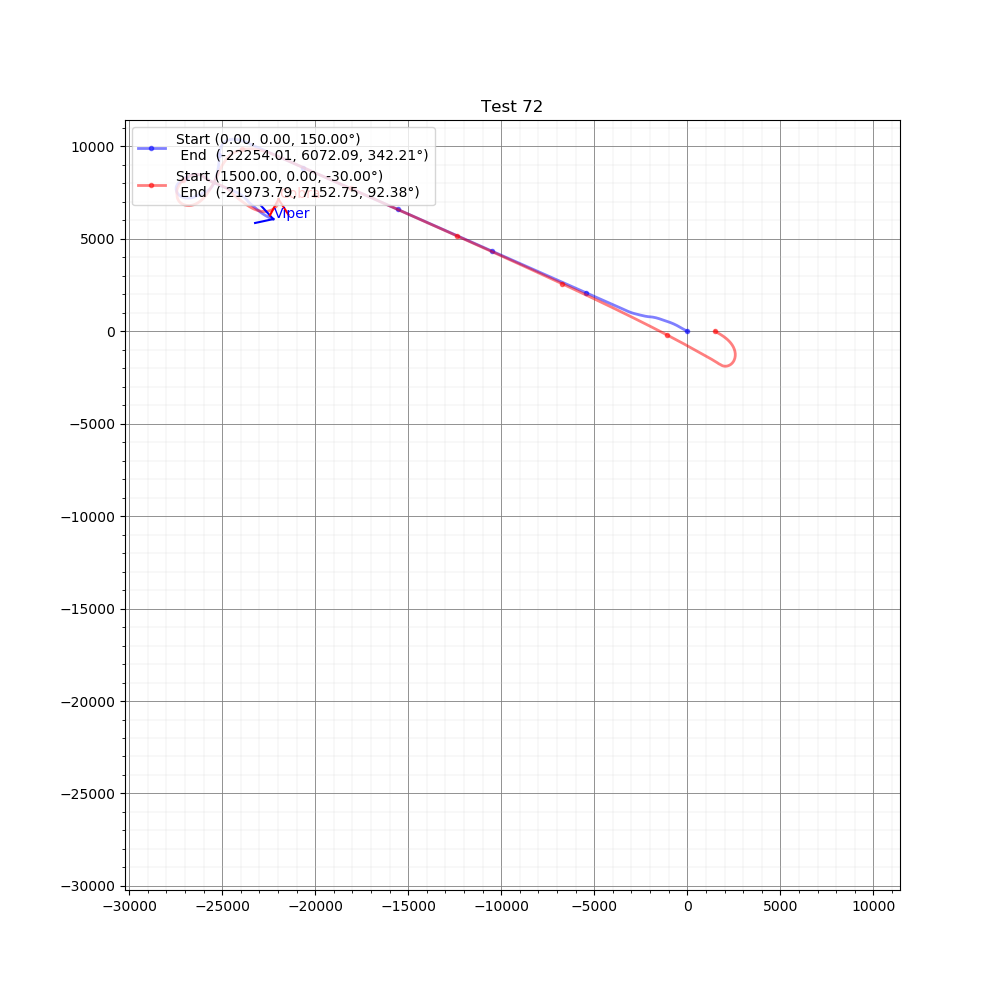 Test 72
Start (0.00, 0.00, 150.00°)
End (-22254.01, 6072.09, 342.21°)
Start (1500.00, 0.00, -30.00°)
End (-21973.79, 7152.75, 92.38°)
Viper
10000
5000
0
−5000
−10000
−15000
−20000
−25000
−30000
−30000 −25000 −20000 −15000 −10000 −5000 0 5000 10000